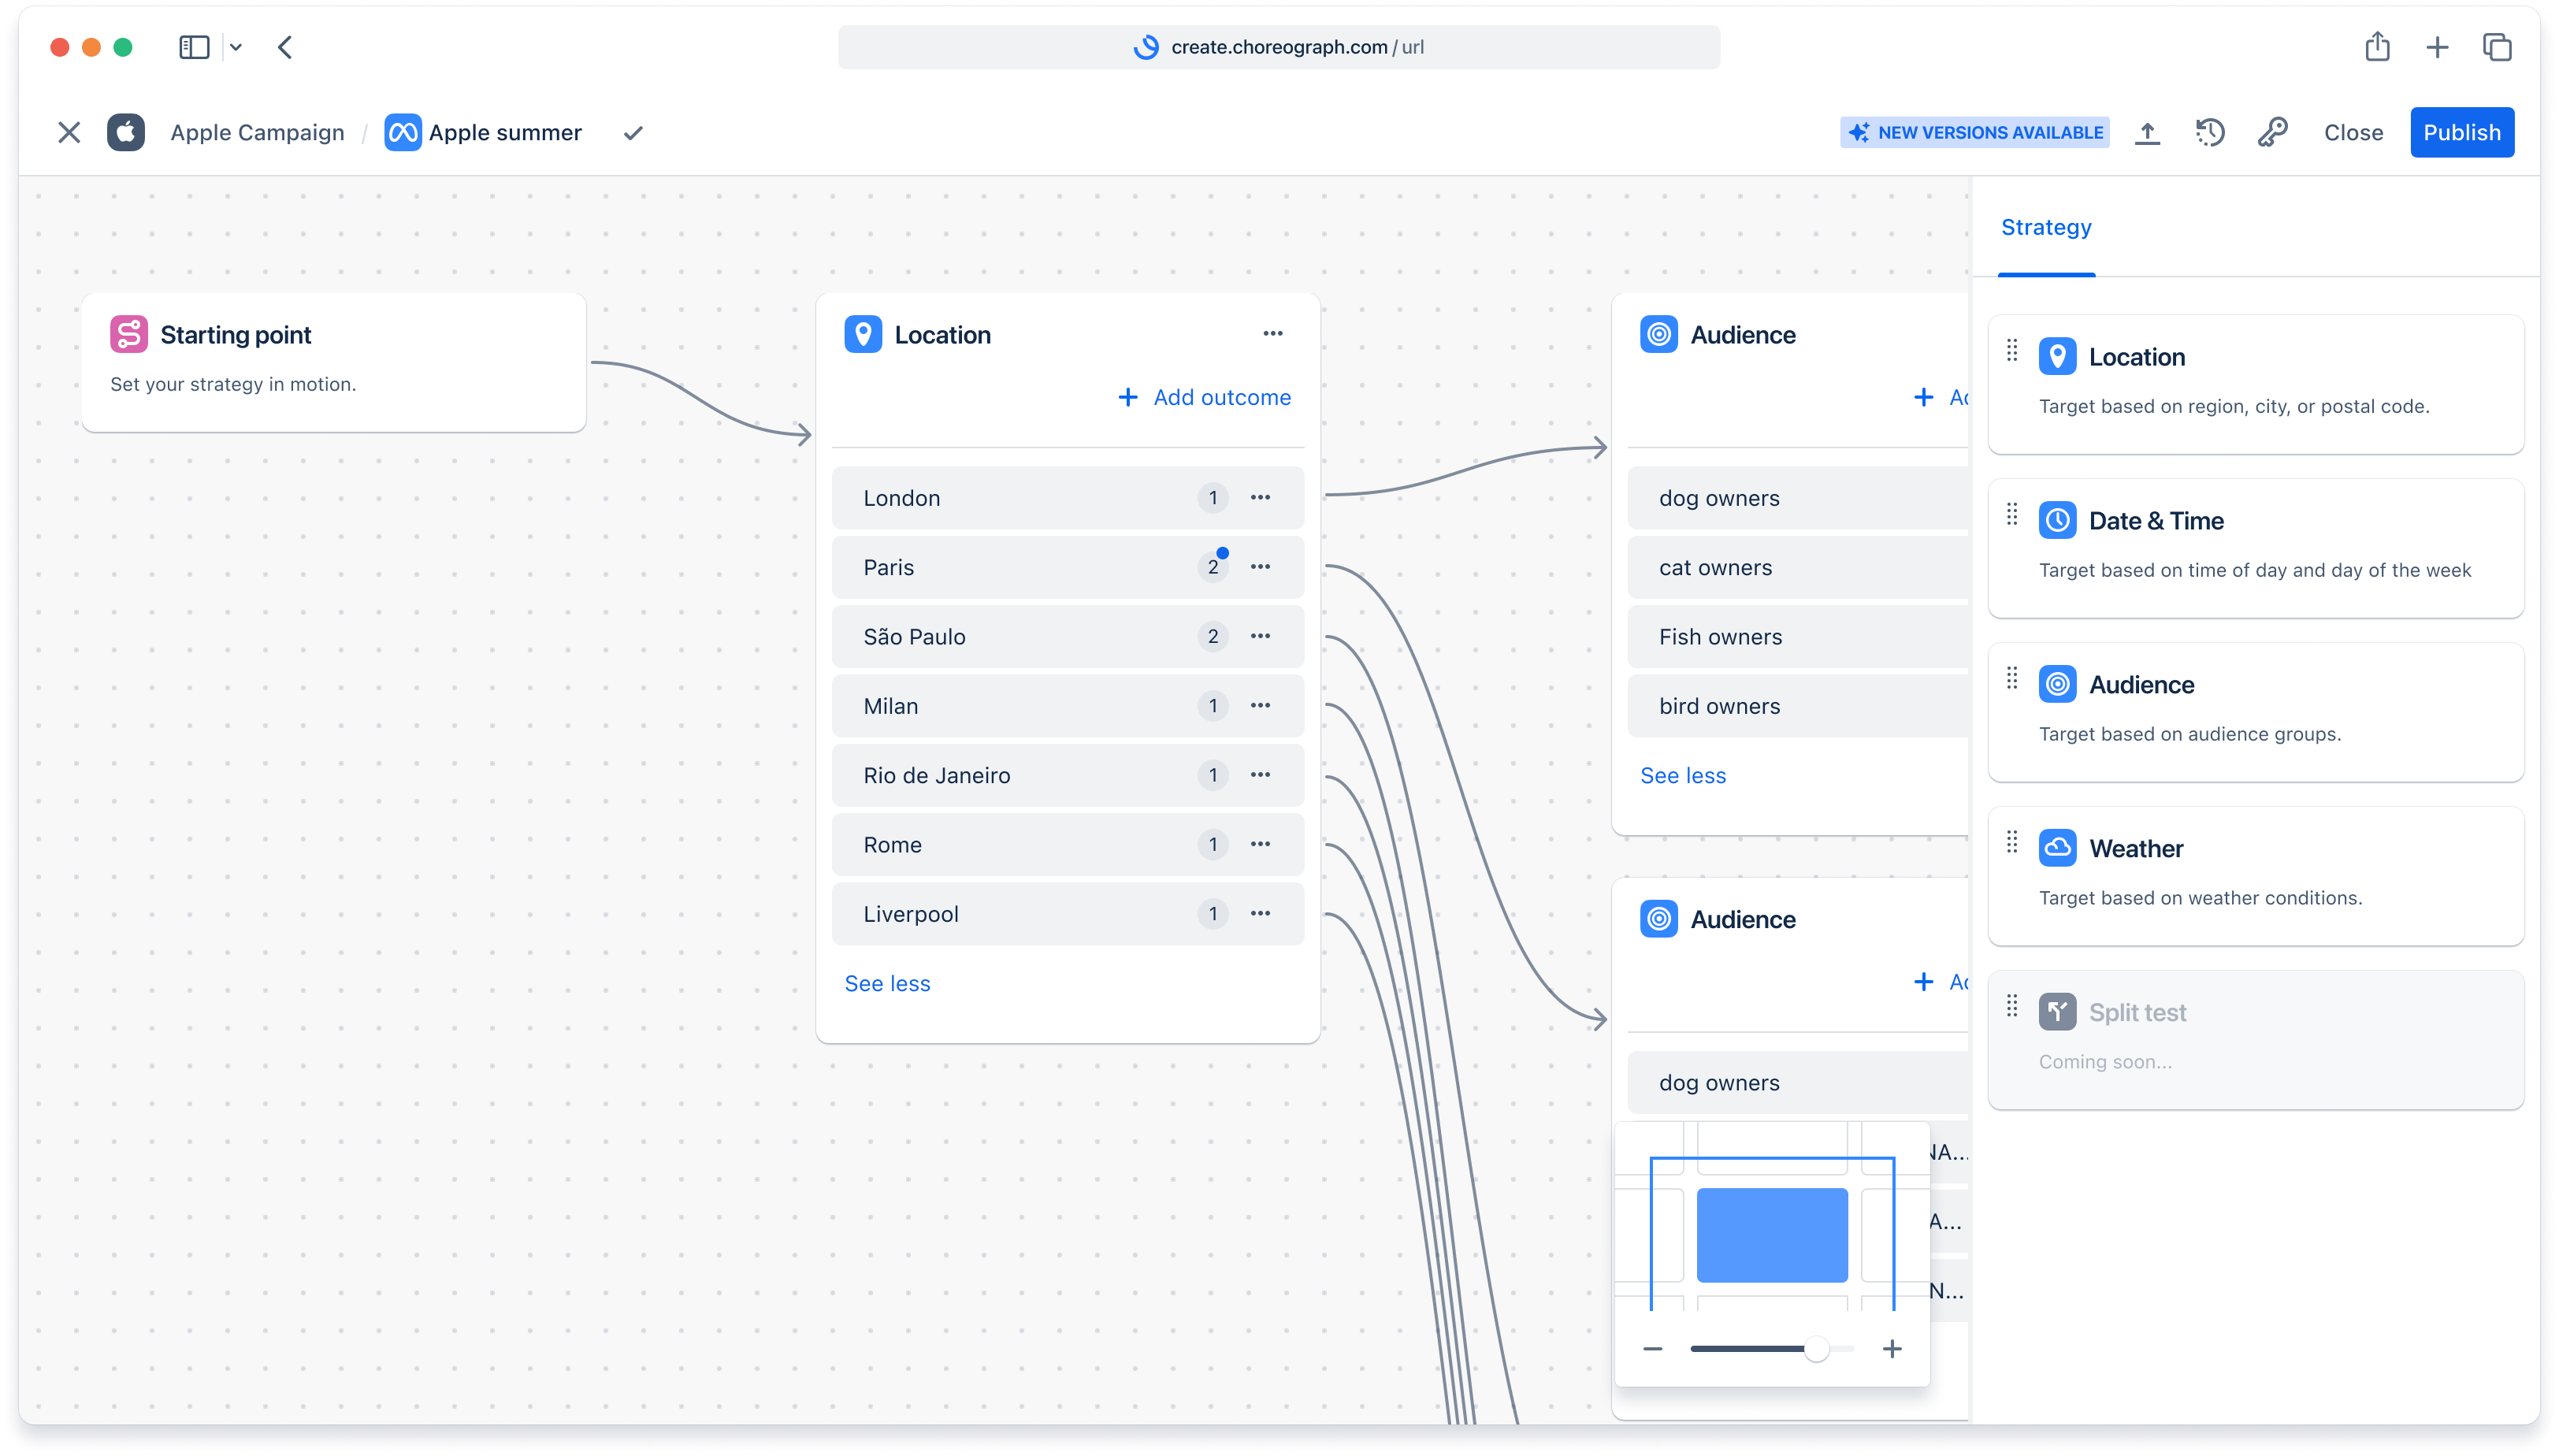 create.choreograph.com / url
Apple Campaign / Apple summer
NEW VERSIONS AVAILABLE
Close
Publish
Starting point
Set your strategy in motion.
Location
Add outcome
London 1
Paris 2
São Paulo 2
Milan 1
Rio de Janeiro 1
Rome 1
Liverpool 1
See less
Audience
dog owners
cat owners
Fish owners
bird owners
See less
Audience
dog owners
Strategy
Location
Target based on region, city, or postal code.
Date & Time
Target based on time of day and day of the week
Audience
Target based on audience groups.
Weather
Target based on weather conditions.
Split test
Coming soon...